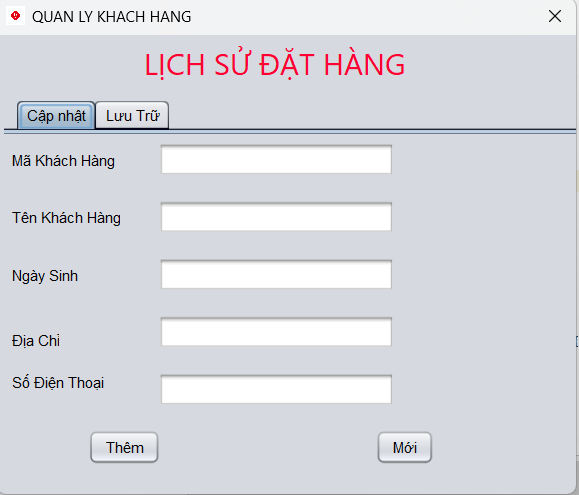 QUAN LY KHACH HANG
LỊCH SỬ ĐẶT HÀNG
Cập nhật Lưu Trữ
Mã Khách Hàng
Tên Khách Hàng
Ngày Sinh
Địa Chỉ
Số Điện Thoại
Thêm Mới